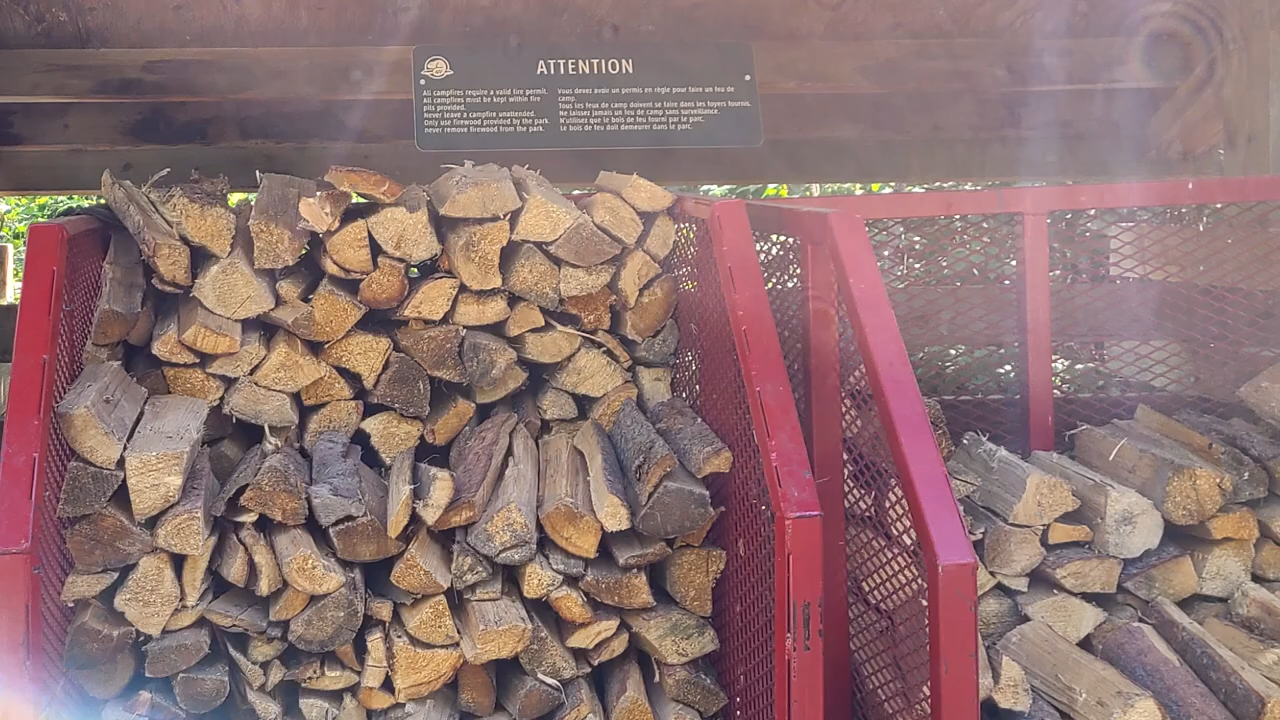 ATTENTION
All campfires require a valid fire permit.
All campfires must be kept within fire
pits provided.
Never leave a campfire unattended.
Only use firewood provided by the park.
never remove firewood from the park.
Vous devez avoir un permis en règle pour faire un feu de
camp.
Tous les feux de camp doivent se faire dans les foyers fournis.
Ne laissez jamais un feu de camp sans surveillance.
N'utilisez que le bois de feu fourni par le parc.
Le bois de feu doit demeurer dans le parc.